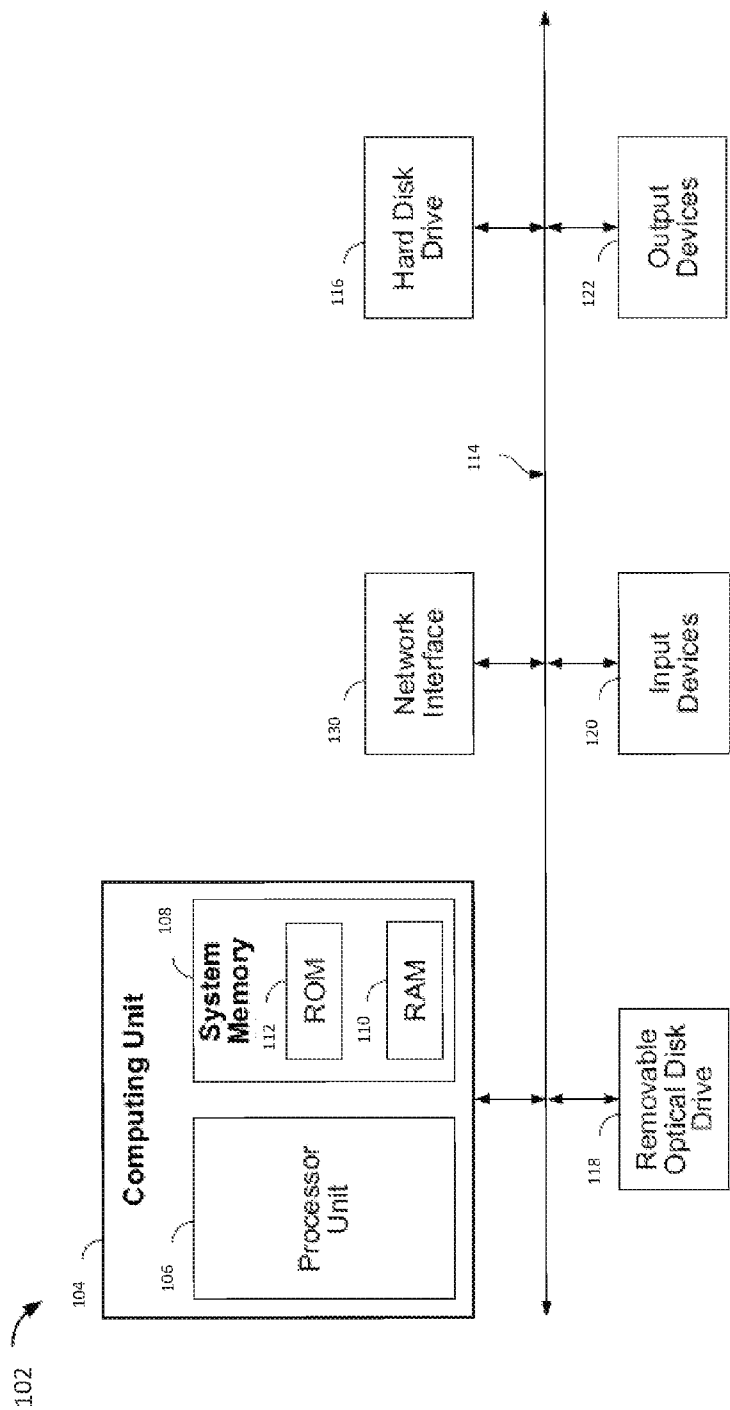 102
104
Computing Unit
106
Processor
Unit
108
System
Memory
112
ROM
110
RAM
130
Network
Interface
116
Hard Disk
Drive
114
118
Removable
Optical Disk
Drive
120
Input
Devices
122
Output
Devices